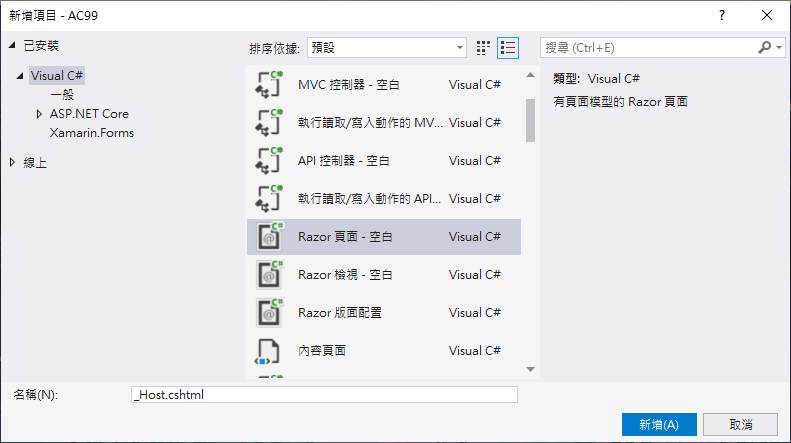 新增項目 - AC99
?
已安裝
Visual C#
一般
ASP.NET Core
Xamarin.Forms
線上
排序依據: 預設
MVC 控制器 - 空白 Visual C#
執行讀取/寫入動作的 MV... Visual C#
API 控制器 - 空白 Visual C#
執行讀取/寫入動作的 API... Visual C#
Razor 頁面 - 空白 Visual C#
Razor 檢視 - 空白 Visual C#
Razor 版面配置 Visual C#
內容頁面 Visual C#
搜尋 (Ctrl+E)
類型: Visual C#
有頁面模型的 Razor 頁面
名稱(N): _Host.cshtml
新增(A) 取消